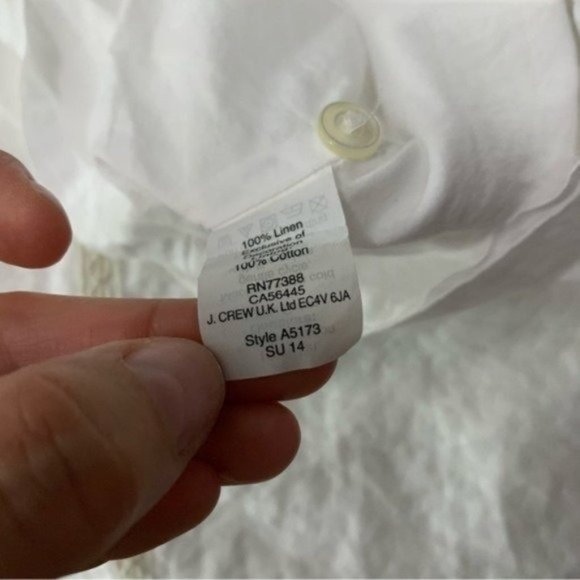 100% Linen
Exclusive of
Decoration
100% Cotton
RN77388
CA56445
J. CREW U.K. Ltd EC4V 6JA
Style A5173
SU 14